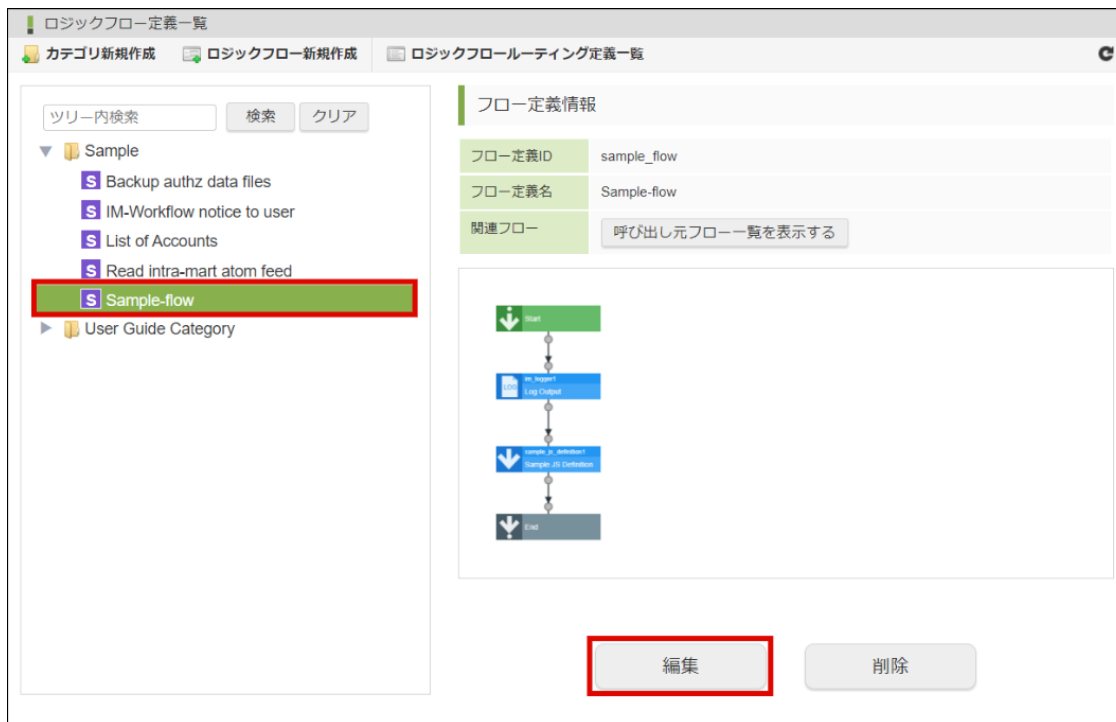 ロジックフロー定義一覧
カテゴリ新規作成 ロジックフロー新規作成 ロジックフロールーティング定義一覧
ツリー内検索 検索 クリア
Sample
S Backup authz data files
S IM-Workflow notice to user
S List of Accounts
S Read intra-mart atom feed
S Sample-flow
User Guide Category
フロー定義情報
フロー定義ID sample_flow
フロー定義名 Sample-flow
関連フロー 呼び出し元フロー一覧を表示する
Start
im_logger1
LOG Log Output
sample_js_definition1
Sample JS Definition
End
編集 削除